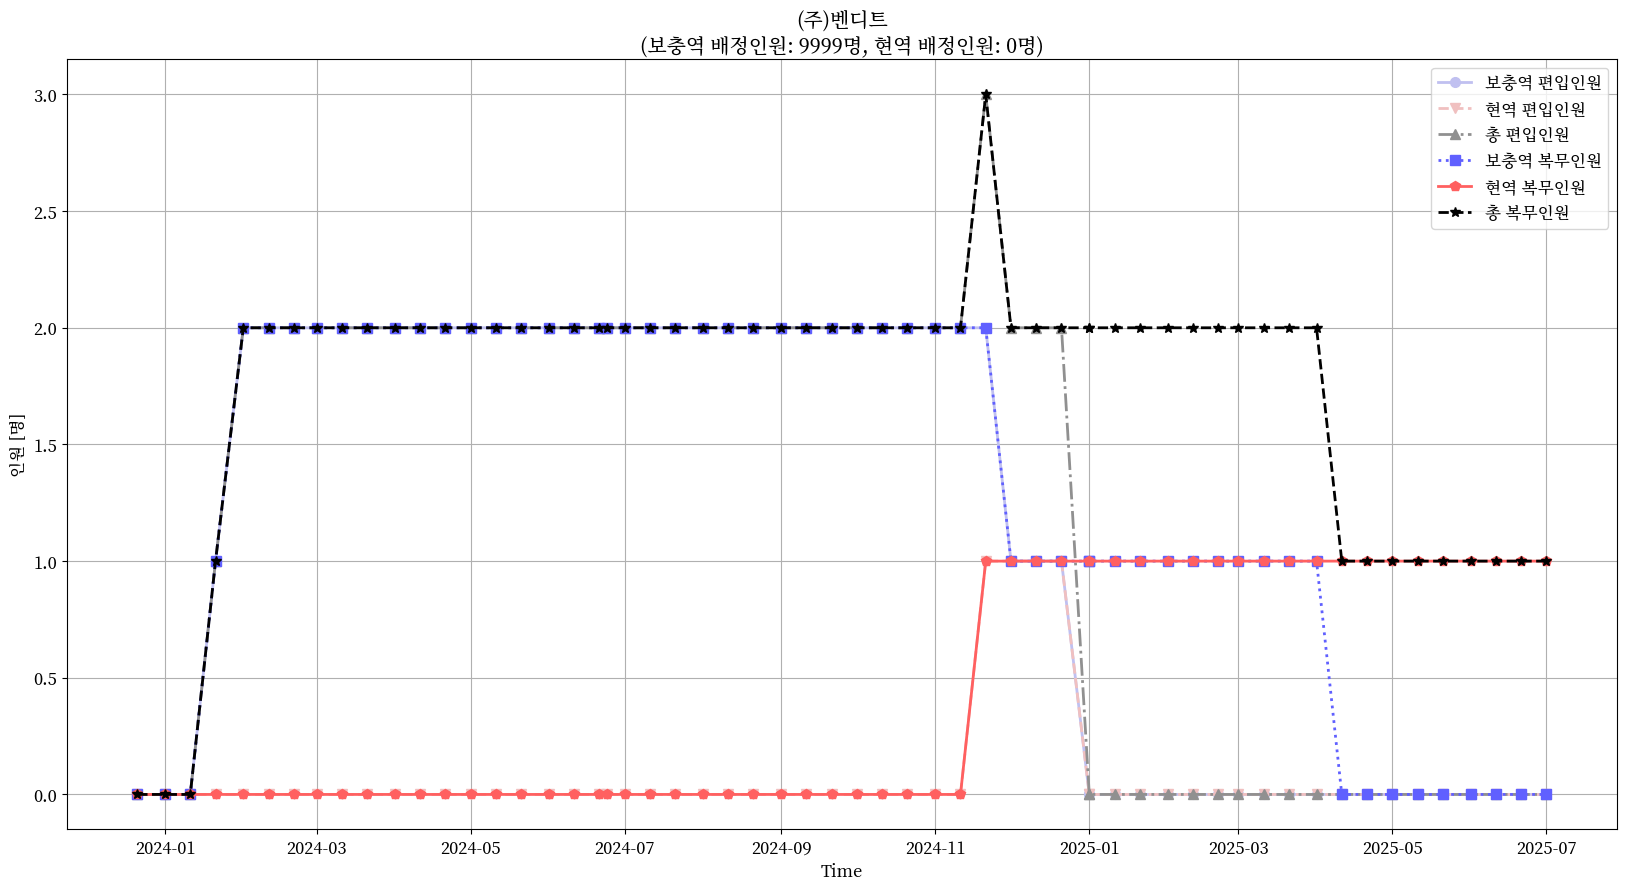 (주)벤디트
(보충역 배정인원: 9999명, 현역 배정인원: 0명)
보충역 편입인원
현역 편입인원
총 편입인원
보충역 복무인원
현역 복무인원
총 복무인원
인원 [명]
3.0
2.5
2.0
1.5
1.0
0.5
0.0
2024-01 2024-03 2024-05 2024-07 2024-09 2024-11 2025-01 2025-03 2025-05 2025-07
Time